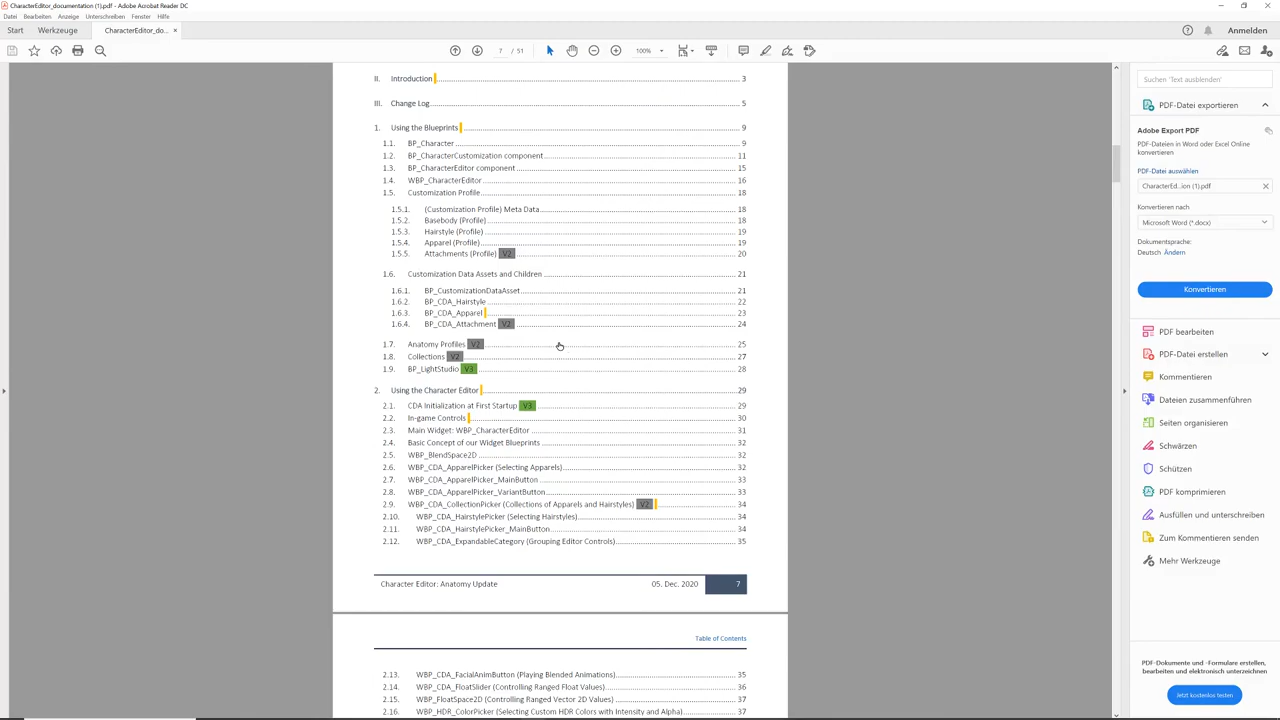 CharacterEditor_documentation (1).pdf - Adobe Acrobat Reader DC
Datei Bearbeiten Anzeige Unterschreiben Fenster Hilfe
Start Werkzeuge CharacterEditor_do... × Anmelden
7 / 51 100%
II. Introduction 3
III. Change Log 5
1. Using the Blueprints 9
1.1. BP_Character 9
1.2. BP_CharacterCustomization component 11
1.3. BP_CharacterEditor component 15
1.4. WBP_CharacterEditor 16
1.5. Customization Profile 18
1.5.1. (Customization Profile) Meta Data 18
1.5.2. Basebody (Profile) 18
1.5.3. Hairstyle (Profile) 19
1.5.4. Apparel (Profile) 19
1.5.5. Attachments (Profile) V2 20
1.6. Customization Data Assets and Children 21
1.6.1. BP_CustomizationDataAsset 21
1.6.2. BP_CDA_Hairstyle 22
1.6.3. BP_CDA_Apparel 23
1.6.4. BP_CDA_Attachment V2 24
1.7. Anatomy Profiles V2 25
1.8. Collections V2 27
1.9. BP_LightStudio V3 28
2. Using the Character Editor 29
2.1. CDA Initialization at First Startup V3 29
2.2. In-game Controls 30
2.3. Main Widget: WBP_CharacterEditor 31
2.4. Basic Concept of our Widget Blueprints 32
2.5. WBP_BlendSpace2D 32
2.6. WBP_CDA_ApparelPicker (Selecting Apparels) 32
2.7. WBP_CDA_ApparelPicker_MainButton 33
2.8. WBP_CDA_ApparelPicker_VariantButton 33
2.9. WBP_CDA_CollectionPicker (Collections of Apparels and Hairstyles) V2 34
2.10. WBP_CDA_HairstylePicker (Selecting Hairstyles) 34
2.11. WBP_CDA_HairstylePicker_MainButton 34
2.12. WBP_CDA_ExpandableCategory (Grouping Editor Controls) 35
Character Editor: Anatomy Update 05. Dec. 2020 7
Table of Contents
2.13. WBP_CDA_FacialAnimButton (Playing Blended Animations) 35
2.14. WBP_CDA_FloatSlider (Controlling Ranged Float Values) 36
2.15. WBP_FloatSpace2D (Controlling Ranged Vector 2D Values) 37
2.16. WBP_HDR_ColorPicker (Selecting Custom HDR Colors with Intensity and Alpha) 37
Suchen 'Text ausblenden'
PDF-Datei exportieren
Adobe Export PDF
PDF-Dateien in Word oder Excel Online
konvertieren
PDF-Datei auswählen
CharacterEd...ion (1).pdf ×
Konvertieren nach
Microsoft Word (*.docx)
Dokumentsprache:
Deutsch Ändern
Konvertieren
PDF bearbeiten
PDF-Datei erstellen
Kommentieren
Dateien zusammenführen
Seiten organisieren
Schwärzen
Schützen
PDF komprimieren
Ausfüllen und unterschreiben
Zum Kommentieren senden
Mehr Werkzeuge
PDF-Dokumente und -Formulare erstellen,
bearbeiten und elektronisch unterzeichnen
Jetzt kostenlos testen